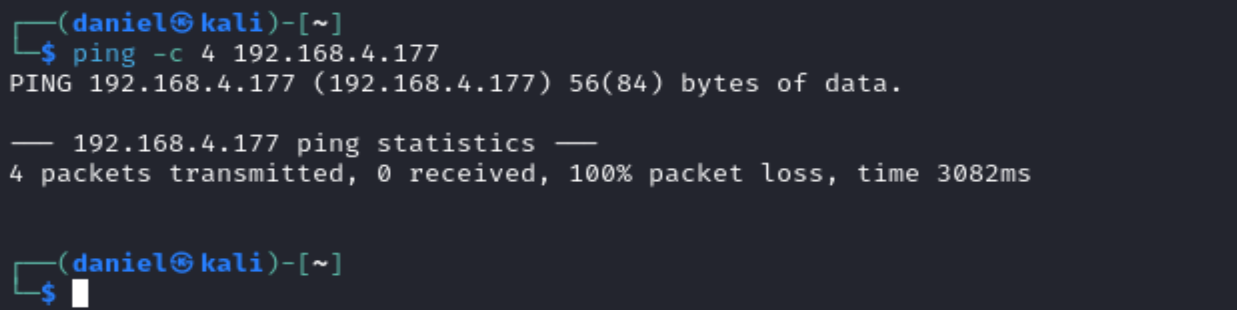 ┌──(daniel㉿kali)-[~]
└─$ ping -c 4 192.168.4.177
PING 192.168.4.177 (192.168.4.177) 56(84) bytes of data.
--- 192.168.4.177 ping statistics ---
4 packets transmitted, 0 received, 100% packet loss, time 3082ms
┌──(daniel㉿kali)-[~]
└─$